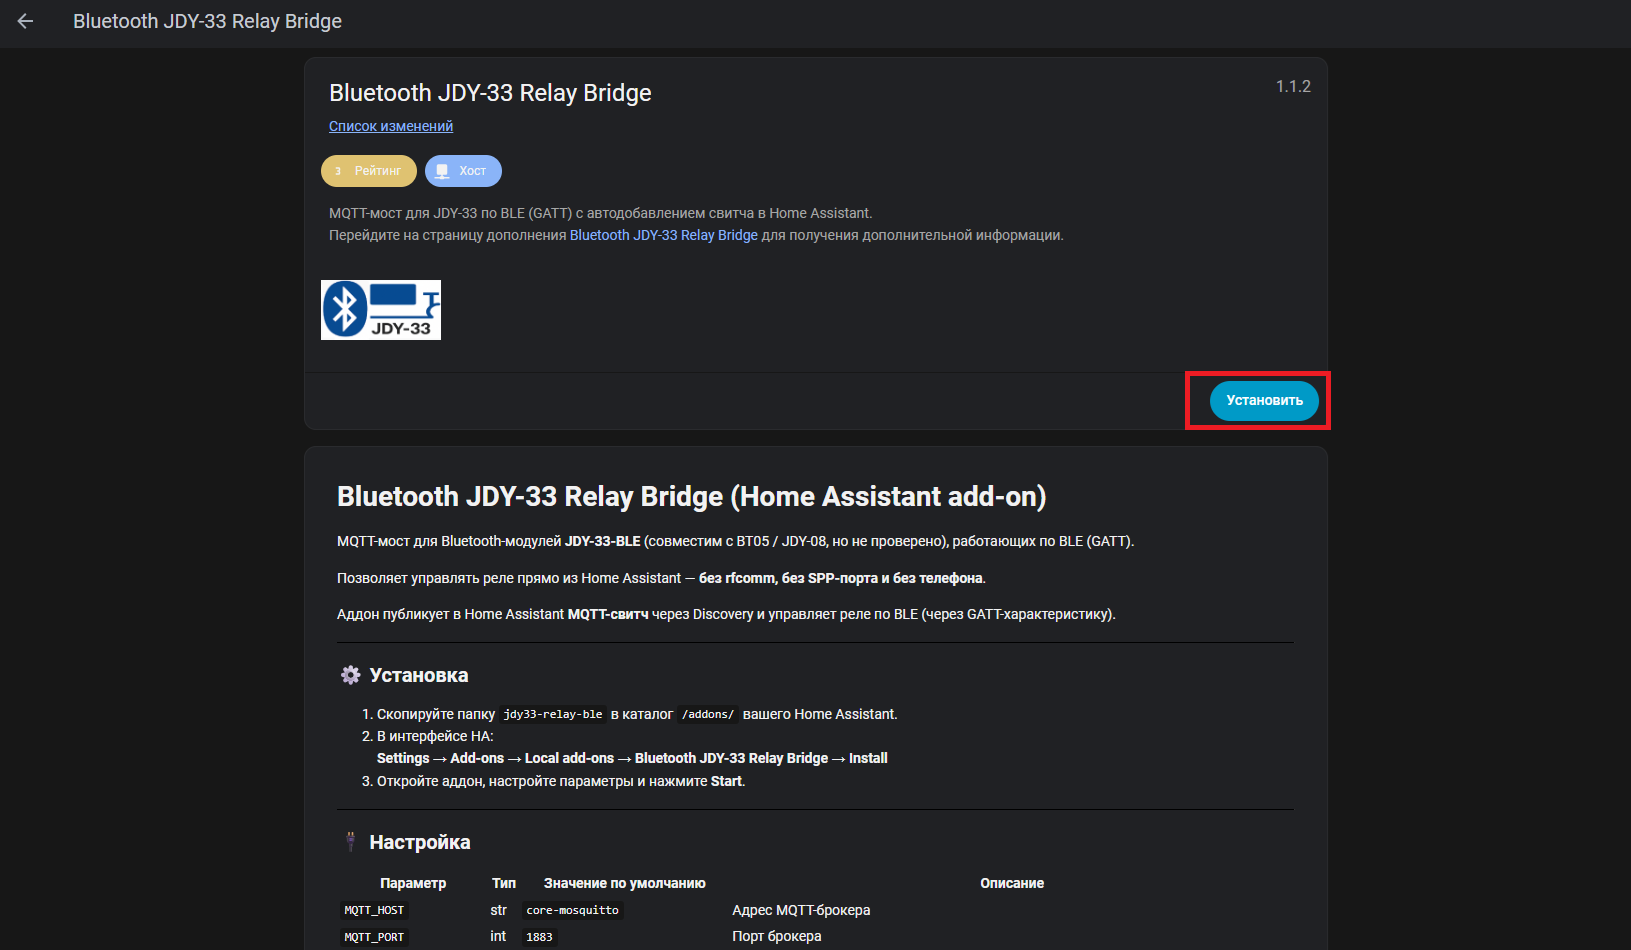 Bluetooth JDY-33 Relay Bridge
Bluetooth JDY-33 Relay Bridge
1.1.2
Список изменений
3 Рейтинг
Хост
MQTT-мост для JDY-33 по BLE (GATT) с автодобавлением свитча в Home Assistant.
Перейдите на страницу дополнения Bluetooth JDY-33 Relay Bridge для получения дополнительной информации.
JDY-33
Установить
Bluetooth JDY-33 Relay Bridge (Home Assistant add-on)
MQTT-мост для Bluetooth-модулей JDY-33-BLE (совместим с BT05 / JDY-08, но не проверено), работающих по BLE (GATT).
Позволяет управлять реле прямо из Home Assistant — без rfcomm, без SPP-порта и без телефона.
Аддон публикует в Home Assistant MQTT-свитч через Discovery и управляет реле по BLE (через GATT-характеристику).
Установка
1. Скопируйте папку jdy33-relay-ble в каталог /addons/ вашего Home Assistant.
2. В интерфейсе HA:
Settings → Add-ons → Local add-ons → Bluetooth JDY-33 Relay Bridge → Install
3. Откройте аддон, настройте параметры и нажмите Start.
Настройка
Параметр Тип Значение по умолчанию Описание
MQTT_HOST str core-mosquitto Адрес MQTT-брокера
MQTT_PORT int 1883 Порт брокера